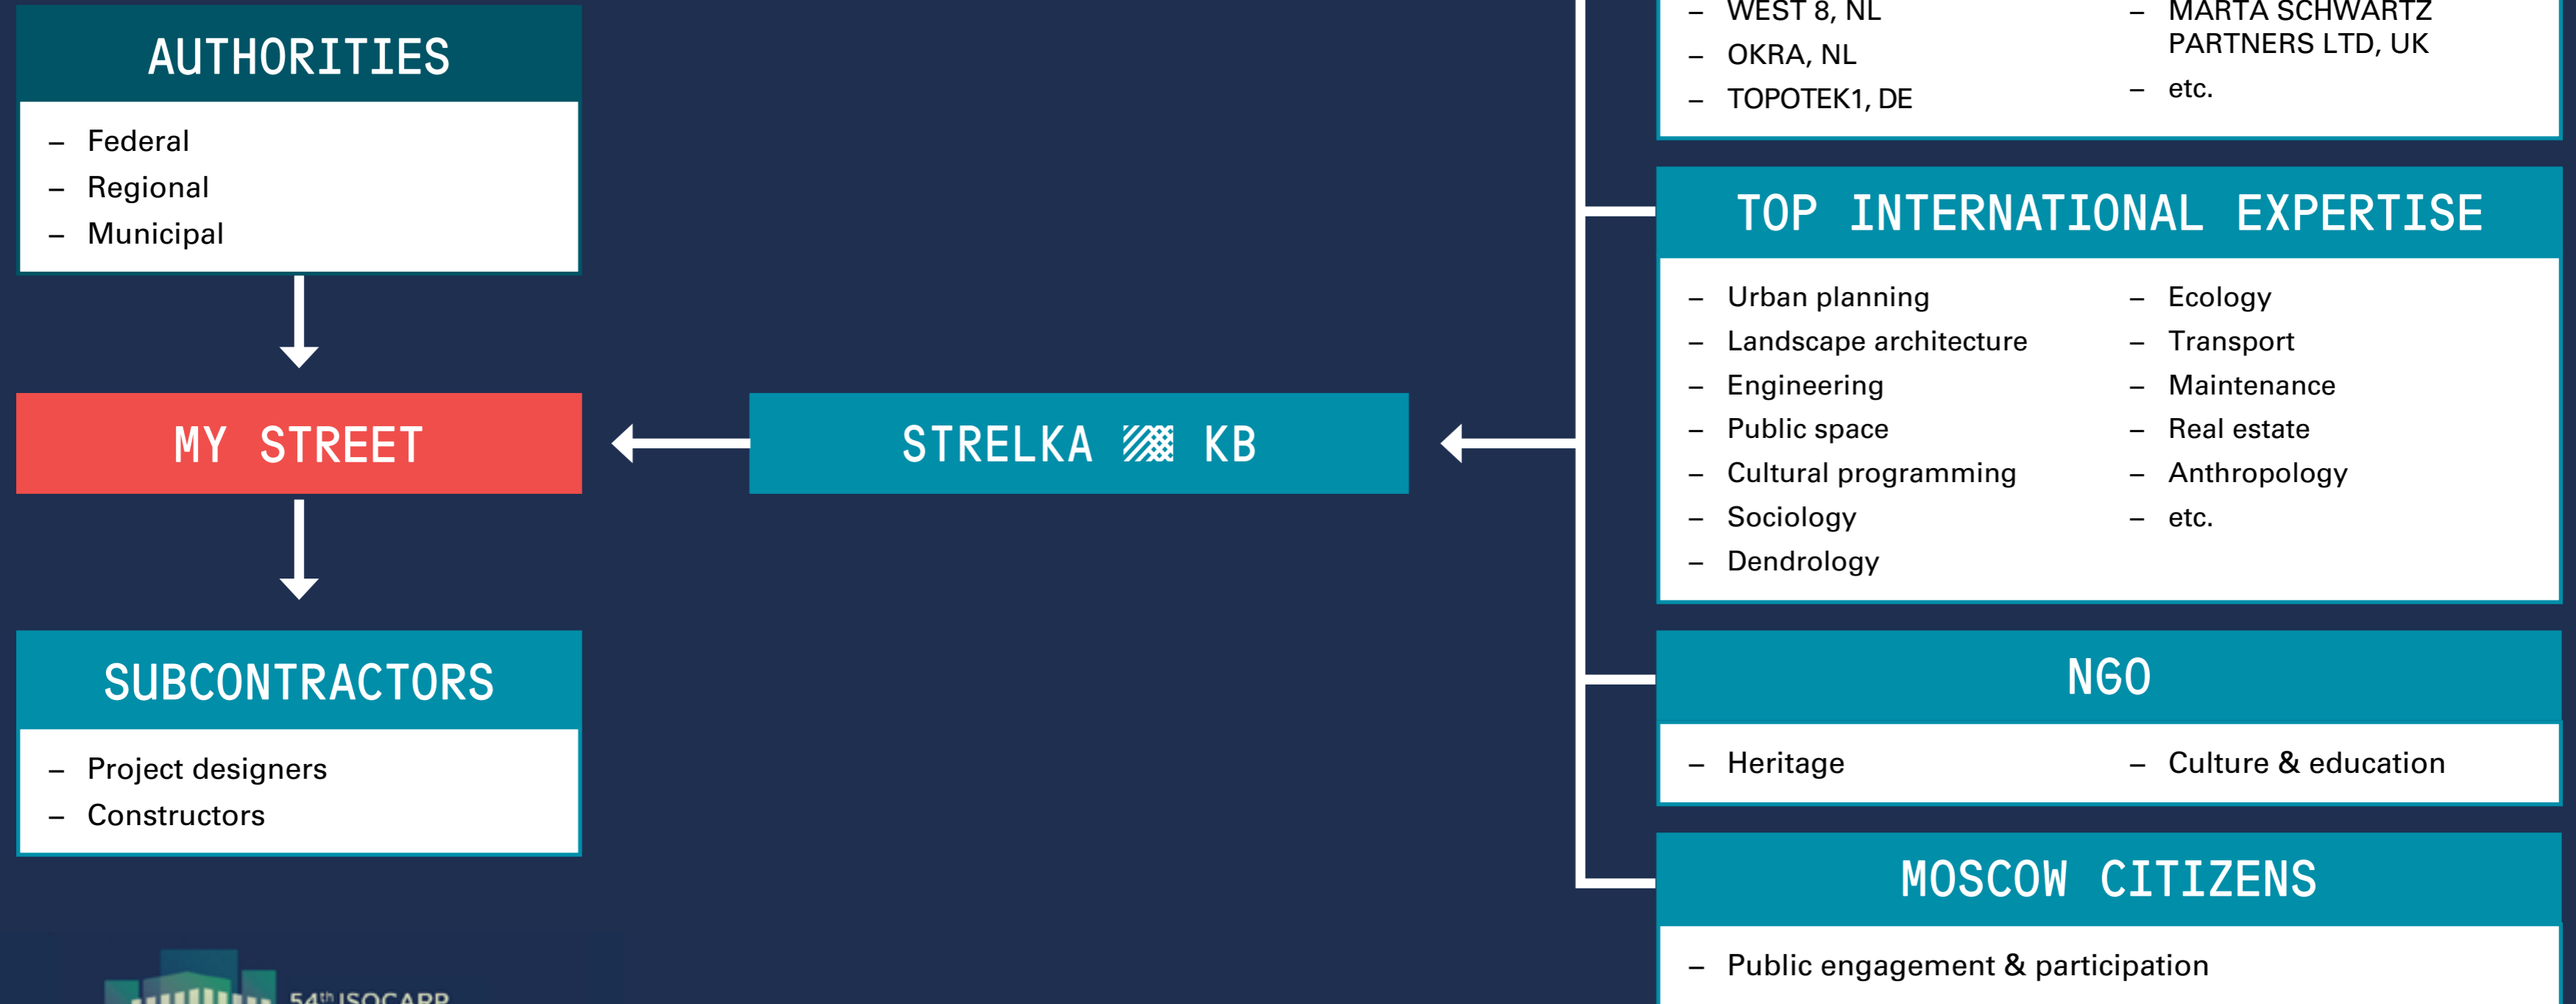 AUTHORITIES
– Federal
– Regional
– Municipal
MY STREET
SUBCONTRACTORS
– Project designers
– Constructors
STRELKA KB
– WEST 8, NL
– OKRA, NL
– TOPOTEK1, DE
– MARTA SCHWARTZ
PARTNERS LTD, UK
– etc.
TOP INTERNATIONAL EXPERTISE
– Urban planning
– Landscape architecture
– Engineering
– Public space
– Cultural programming
– Sociology
– Dendrology
– Ecology
– Transport
– Maintenance
– Real estate
– Anthropology
– etc.
NGO
– Heritage
– Culture & education
MOSCOW CITIZENS
– Public engagement & participation
54th ISOCARP